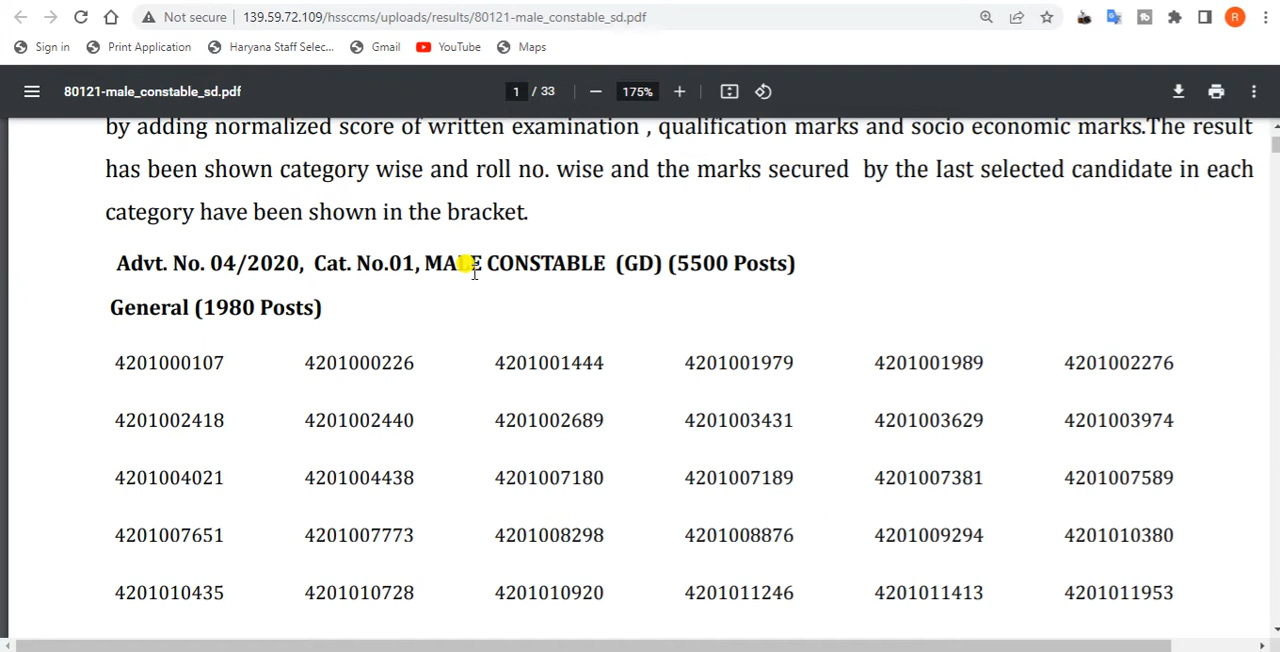 Not secure | 139.59.72.109/hssccms/uploads/results/80121-male_constable_sd.pdf R
Sign in Print Application Haryana Staff Selec... Gmail YouTube Maps
80121-male_constable_sd.pdf 1 / 33 175%
by adding normalized score of written examination , qualification marks and socio economic marks.The result
has been shown category wise and roll no. wise and the marks secured by the last selected candidate in each
category have been shown in the bracket.
Advt. No. 04/2020, Cat. No.01, MALE CONSTABLE (GD) (5500 Posts)
General (1980 Posts)
4201000107 4201000226 4201001444 4201001979 4201001989 4201002276
4201002418 4201002440 4201002689 4201003431 4201003629 4201003974
4201004021 4201004438 4201007180 4201007189 4201007381 4201007589
4201007651 4201007773 4201008298 4201008876 4201009294 4201010380
4201010435 4201010728 4201010920 4201011246 4201011413 4201011953